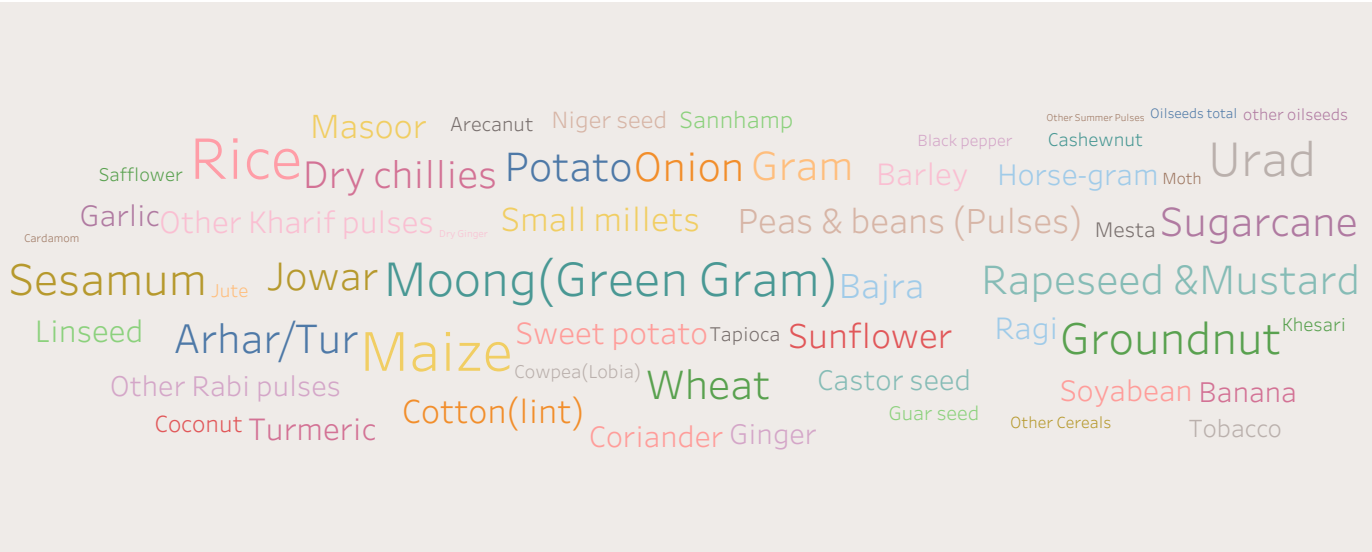 Masoor Arecanut Niger seed Sannhamp Other Summer Pulses Oilseeds total other oilseeds
Black pepper Cashewnut
Safflower Rice Dry chillies Potato Onion Gram Barley Horse-gram Moth Urad
Garlic Other Kharif pulses Small millets Peas & beans (Pulses) Mesta Sugarcane
Cardamom Dry Ginger
Sesamum Jute Jowar Moong(Green Gram) Bajra Rapeseed &Mustard
Linseed Arhar/Tur Maize Sweet potato Tapioca Sunflower Ragi Groundnut Khesari
Cowpea(Lobia)
Other Rabi pulses Wheat Castor seed Soyabean Banana
Cotton(lint) Guar seed
Coconut Turmeric Coriander Ginger Other Cereals Tobacco